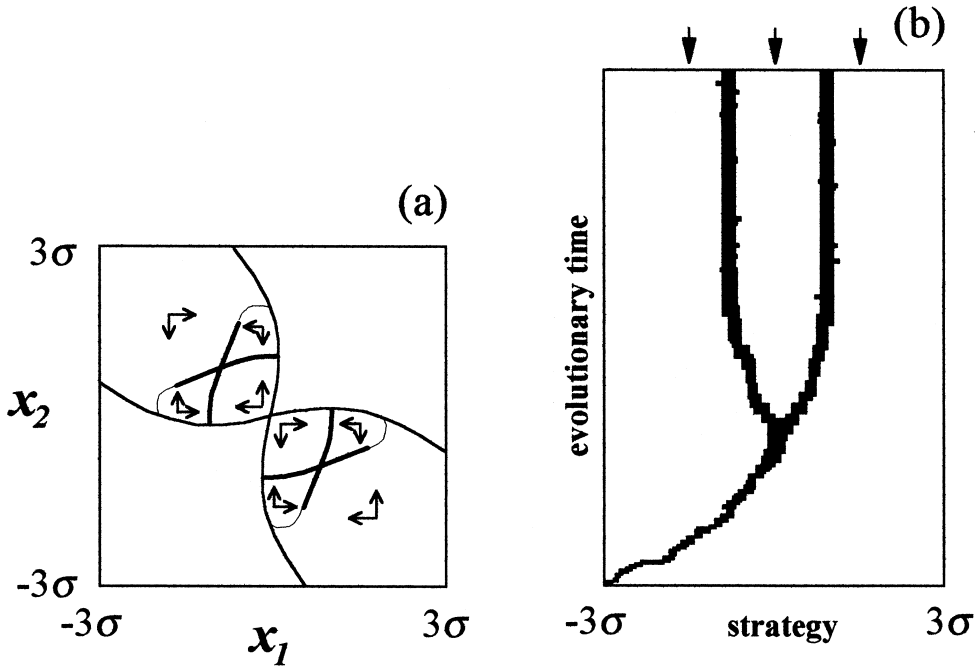 (a)
3σ
x2
-3σ
-3σ
3σ
x1
(b)
evolutionary time
-3σ
strategy
3σ